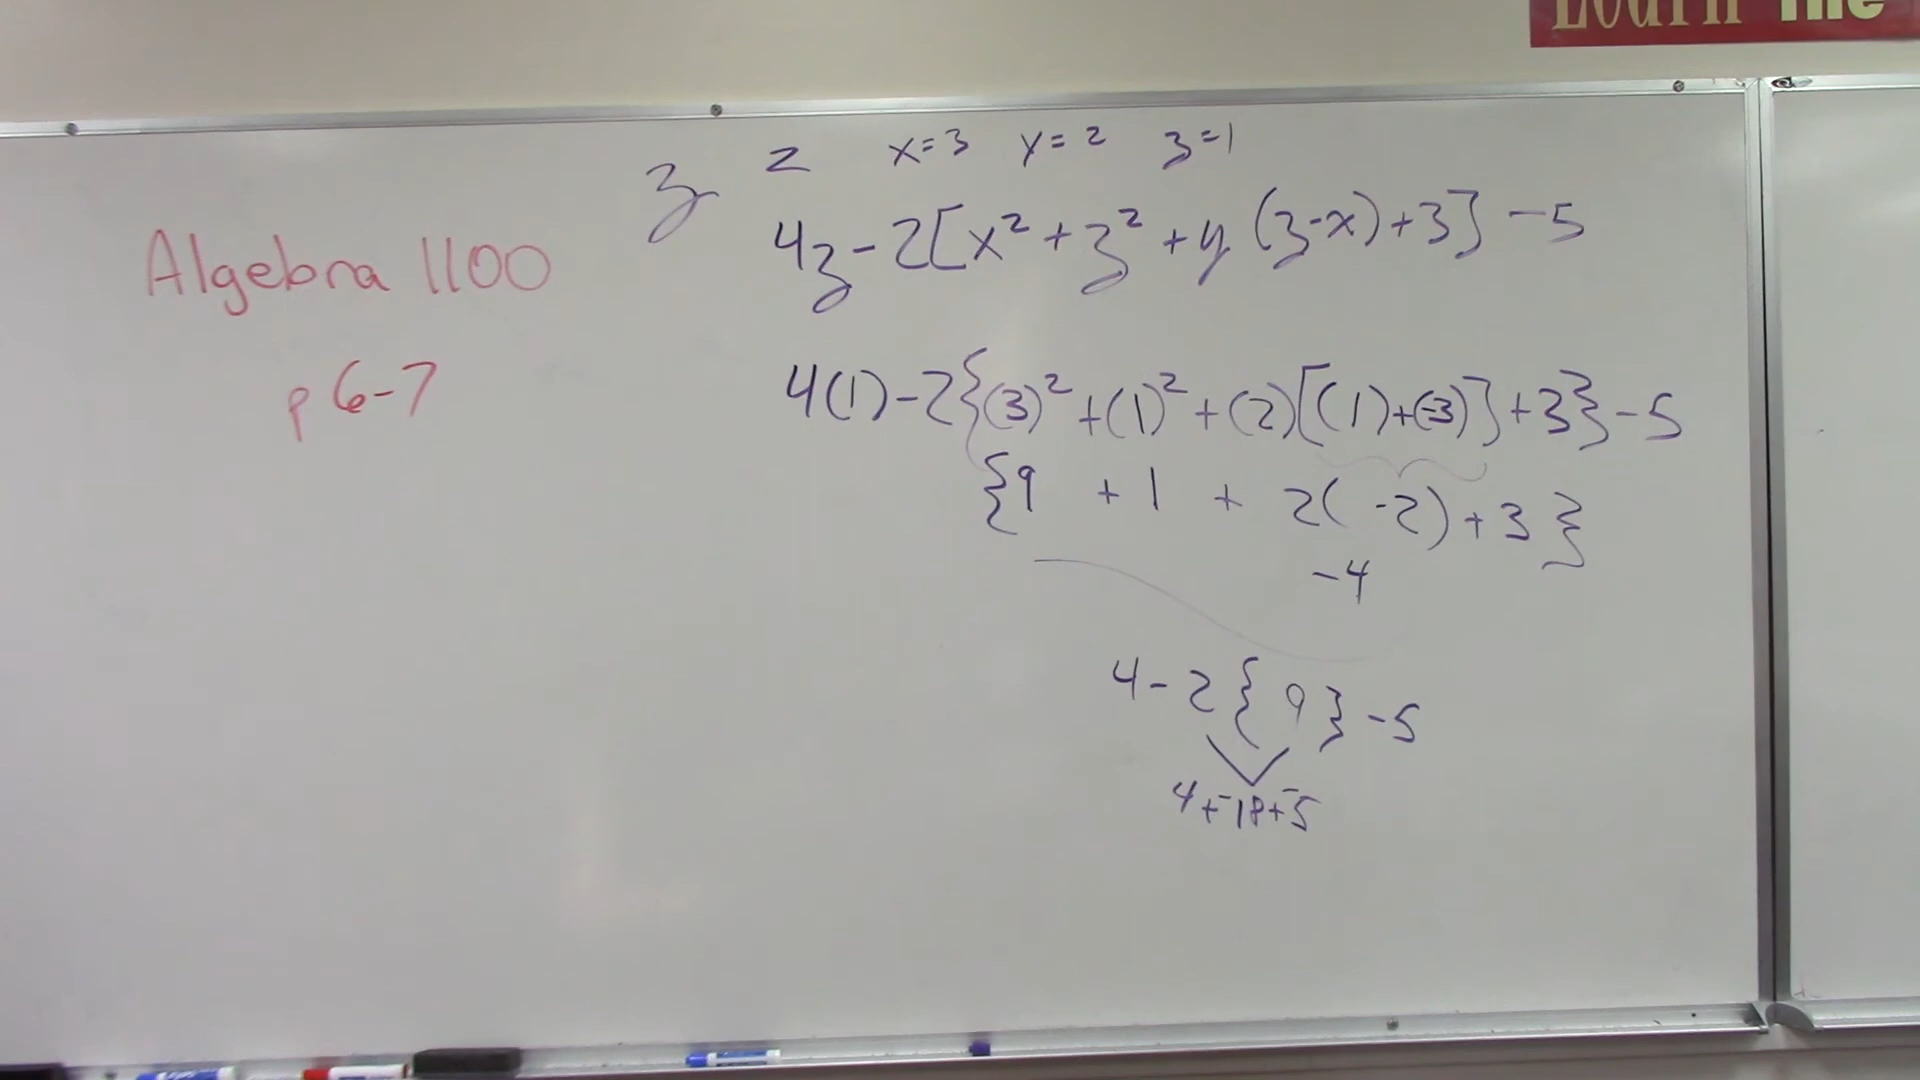 Learn The
z z x=3 y=2 z=1
4z-2[x²+z²+y(z-x)+3]-5
Algebra 1100
p 6-7
4(1)-2{(3)²+(1)²+(2)[(1)+(-3)]+3}-5
{9 + 1 + 2(-2)+3}
-4
4-2{9}-5
4+-18+-5